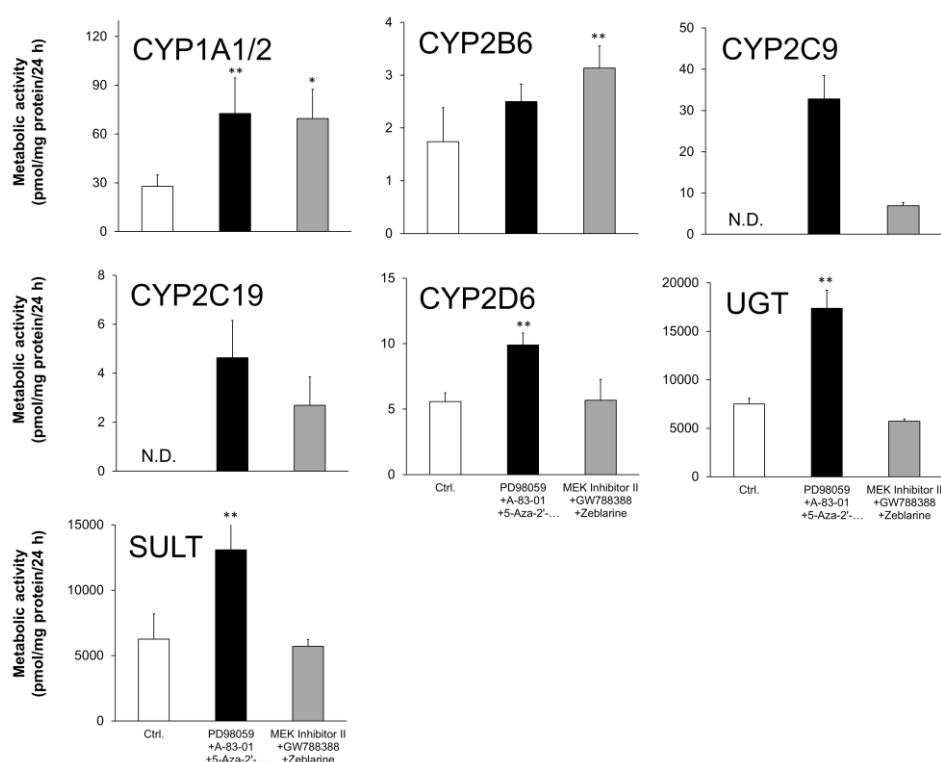 Metabolic activity
(pmol/mg protein/24 h)
120
90
60
30
0
CYP1A1/2
**
*
4
3
2
1
0
CYP2B6
**
50
40
30
20
10
0
CYP2C9
N.D.
Metabolic activity
(pmol/mg protein/24 h)
8
6
4
2
0
CYP2C19
N.D.
15
10
5
0
CYP2D6
**
Ctrl.
PD98059
+A-83-01
+5-Aza-2'-...
MEK Inhibitor II
+GW788388
+Zeblarine
20000
15000
10000
5000
0
UGT
**
Ctrl.
PD98059
+A-83-01
+5-Aza-2'-...
MEK Inhibitor II
+GW788388
+Zeblarine
Metabolic activity
(pmol/mg protein/24 h)
15000
10000
5000
0
SULT
**
Ctrl.
PD98059
+A-83-01
+5-Aza-2'-...
MEK Inhibitor II
+GW788388
+Zeblarine